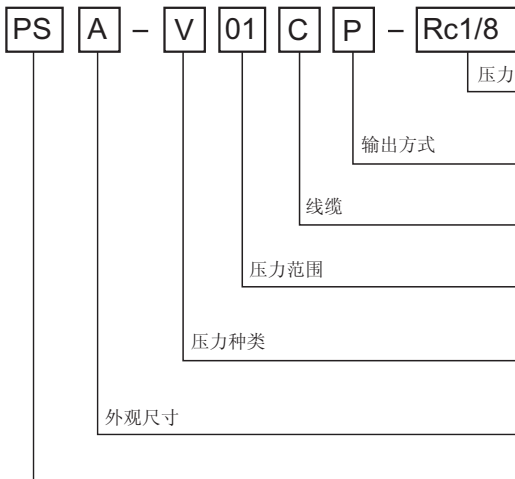 PS A – V 01 C P – Rc1/8
压力
输出方式
线缆
压力范围
压力种类
外观尺寸